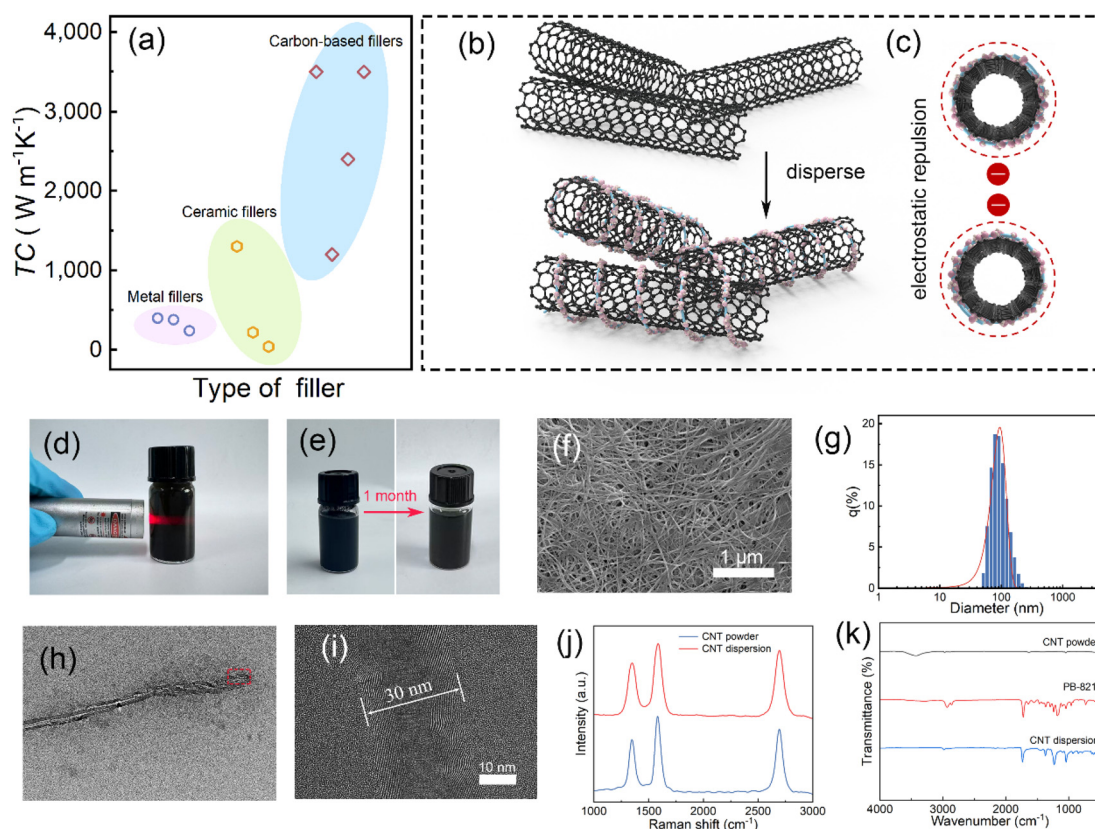 (a)
4,000
3,000
2,000
1,000
0
TC ( W m⁻¹K⁻¹)
Carbon-based fillers
Ceramic fillers
Metal fillers
Type of filler
(b)
disperse
(c)
electrostatic repulsion
(d)
(e)
1 month
(f)
1 μm
(g)
20
15
10
5
0
q(%)
1
10
100
1000
Diameter (nm)
(h)
(i)
30 nm
10 nm
(j)
CNT powder
CNT dispersion
Intensity (a.u.)
1000
1500
2000
2500
3000
Raman shift (cm⁻¹)
(k)
CNT powder
PB-821
CNT dispersion
Transmittance (%)
4000
3000
2000
1000
Wavenumber (cm⁻¹)